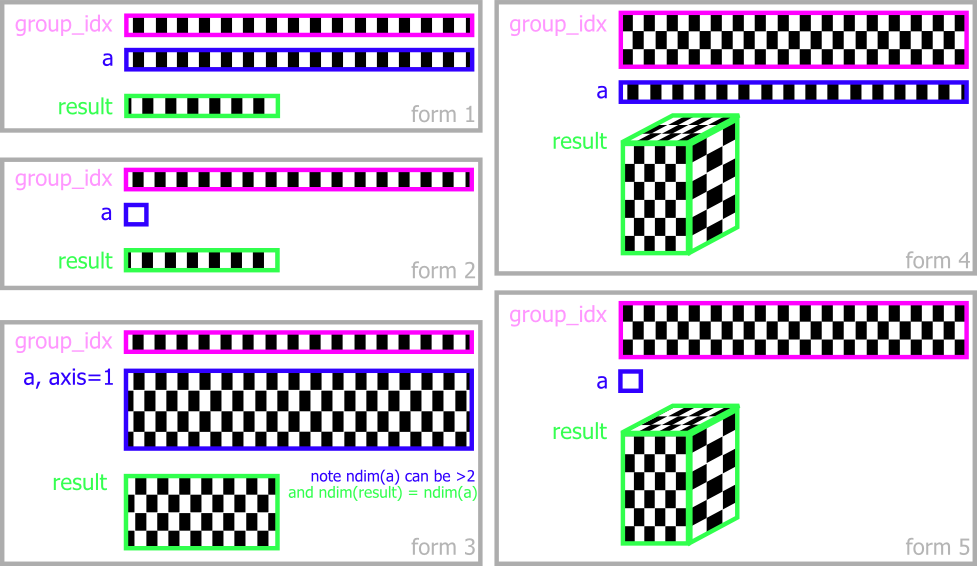 group_idx
a
result
form 1
group_idx
a
result
form 2
group_idx
a, axis=1
result
note ndim(a) can be >2
and ndim(result) = ndim(a)
form 3
group_idx
a
result
form 4
group_idx
a
result
form 5